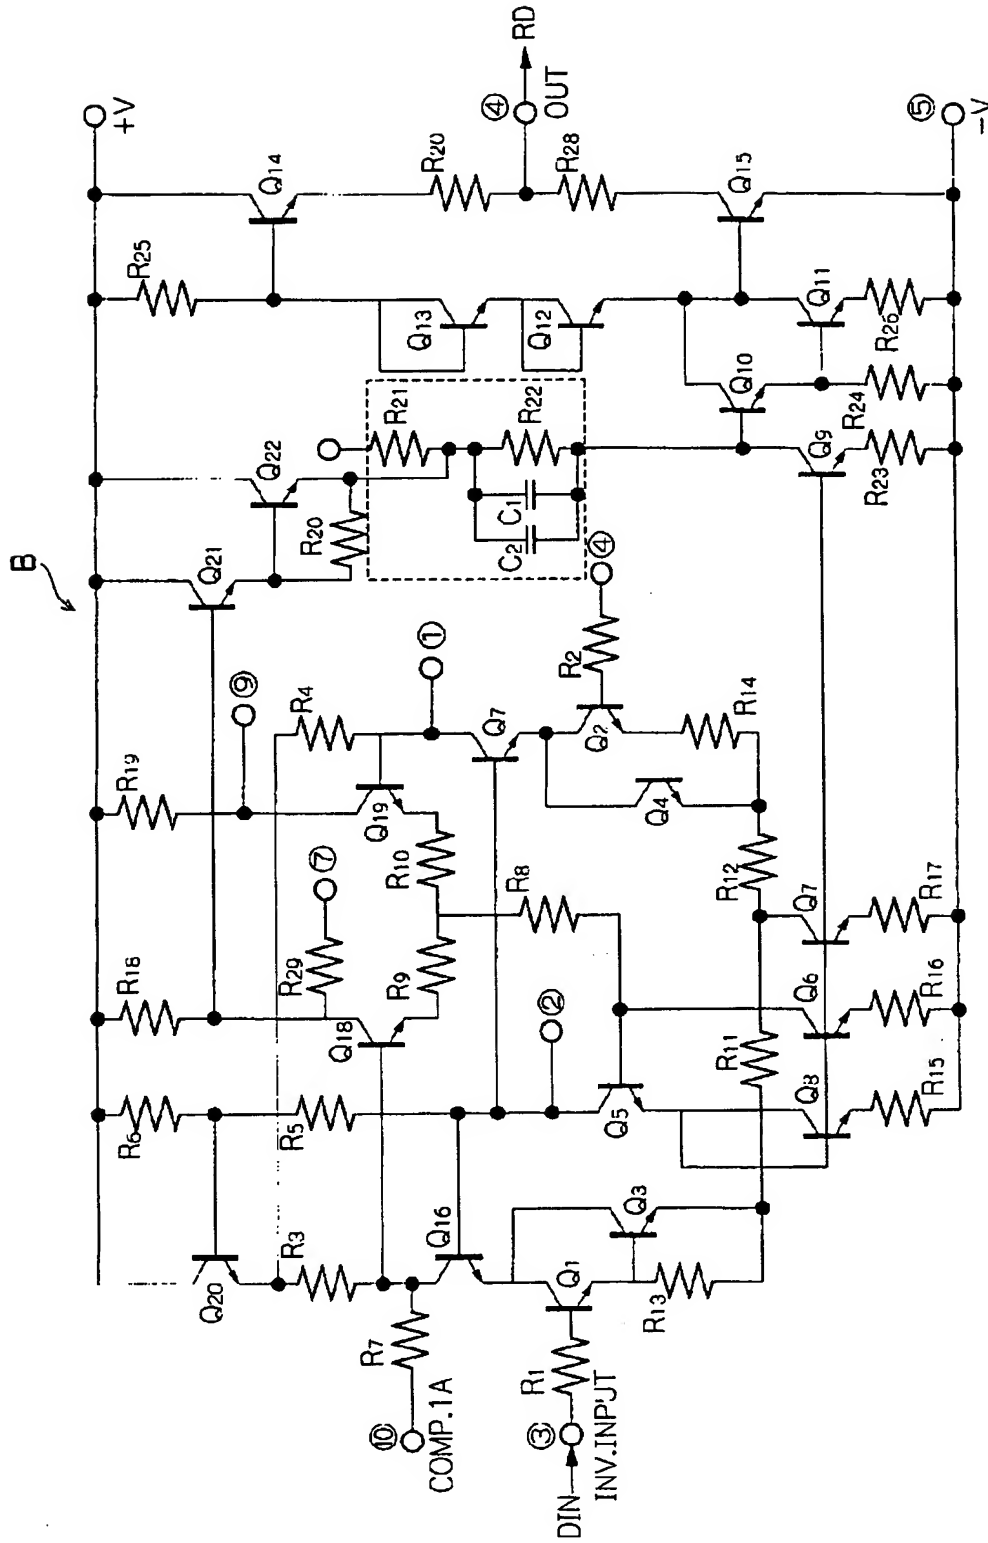 B
+V
④
OUT
RD
⑤
-V
Q14
R20
R28
Q15
R25
Q13
Q12
Q11
R26
Q10
R24
Q22
R21
R22
C1
C2
Q9
R23
Q21
R20
④
R2
⑨
①
R4
Q7
Q2
R14
R19
Q19
Q4
R10
R12
⑦
R29
R8
R9
Q7
R17
R18
Q18
②
Q6
R16
R11
R6
R5
Q5
Q8
R15
Q20
R3
Q16
Q3
Q1
R13
R7
⑩
COMP.1A
R1
③
INV.INPUT
DIN